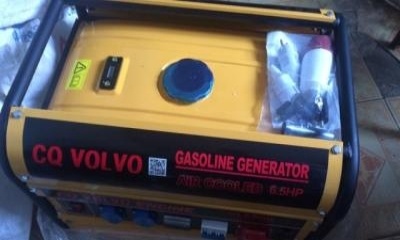 CQ VOLVO
GASOLINE GENERATOR
AIR COOLED 6.5HP